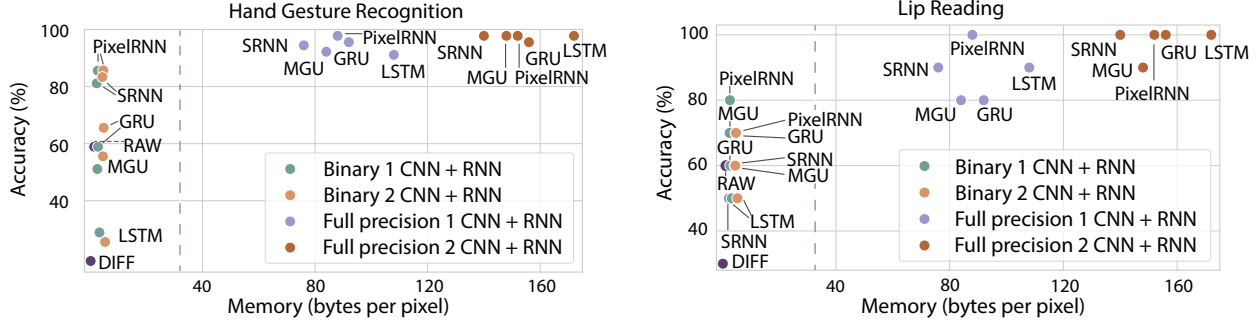 Hand Gesture Recognition
Accuracy (%)
100
80
60
40
PixelRNN
SRNN
GRU
RAW
MGU
LSTM
DIFF
SRNN
MGU
PixelRNN
GRU
LSTM
SRNN
MGU
PixelRNN
GRU
LSTM
Binary 1 CNN + RNN
Binary 2 CNN + RNN
Full precision 1 CNN + RNN
Full precision 2 CNN + RNN
40
80
120
160
Memory (bytes per pixel)
Lip Reading
Accuracy (%)
100
80
60
40
PixelRNN
MGU
PixelRNN
GRU
GRU
SRNN
MGU
RAW
LSTM
SRNN
DIFF
SRNN
PixelRNN
LSTM
MGU
GRU
SRNN
MGU
PixelRNN
GRU
LSTM
Binary 1 CNN + RNN
Binary 2 CNN + RNN
Full precision 1 CNN + RNN
Full precision 2 CNN + RNN
40
80
120
160
Memory (bytes per pixel)